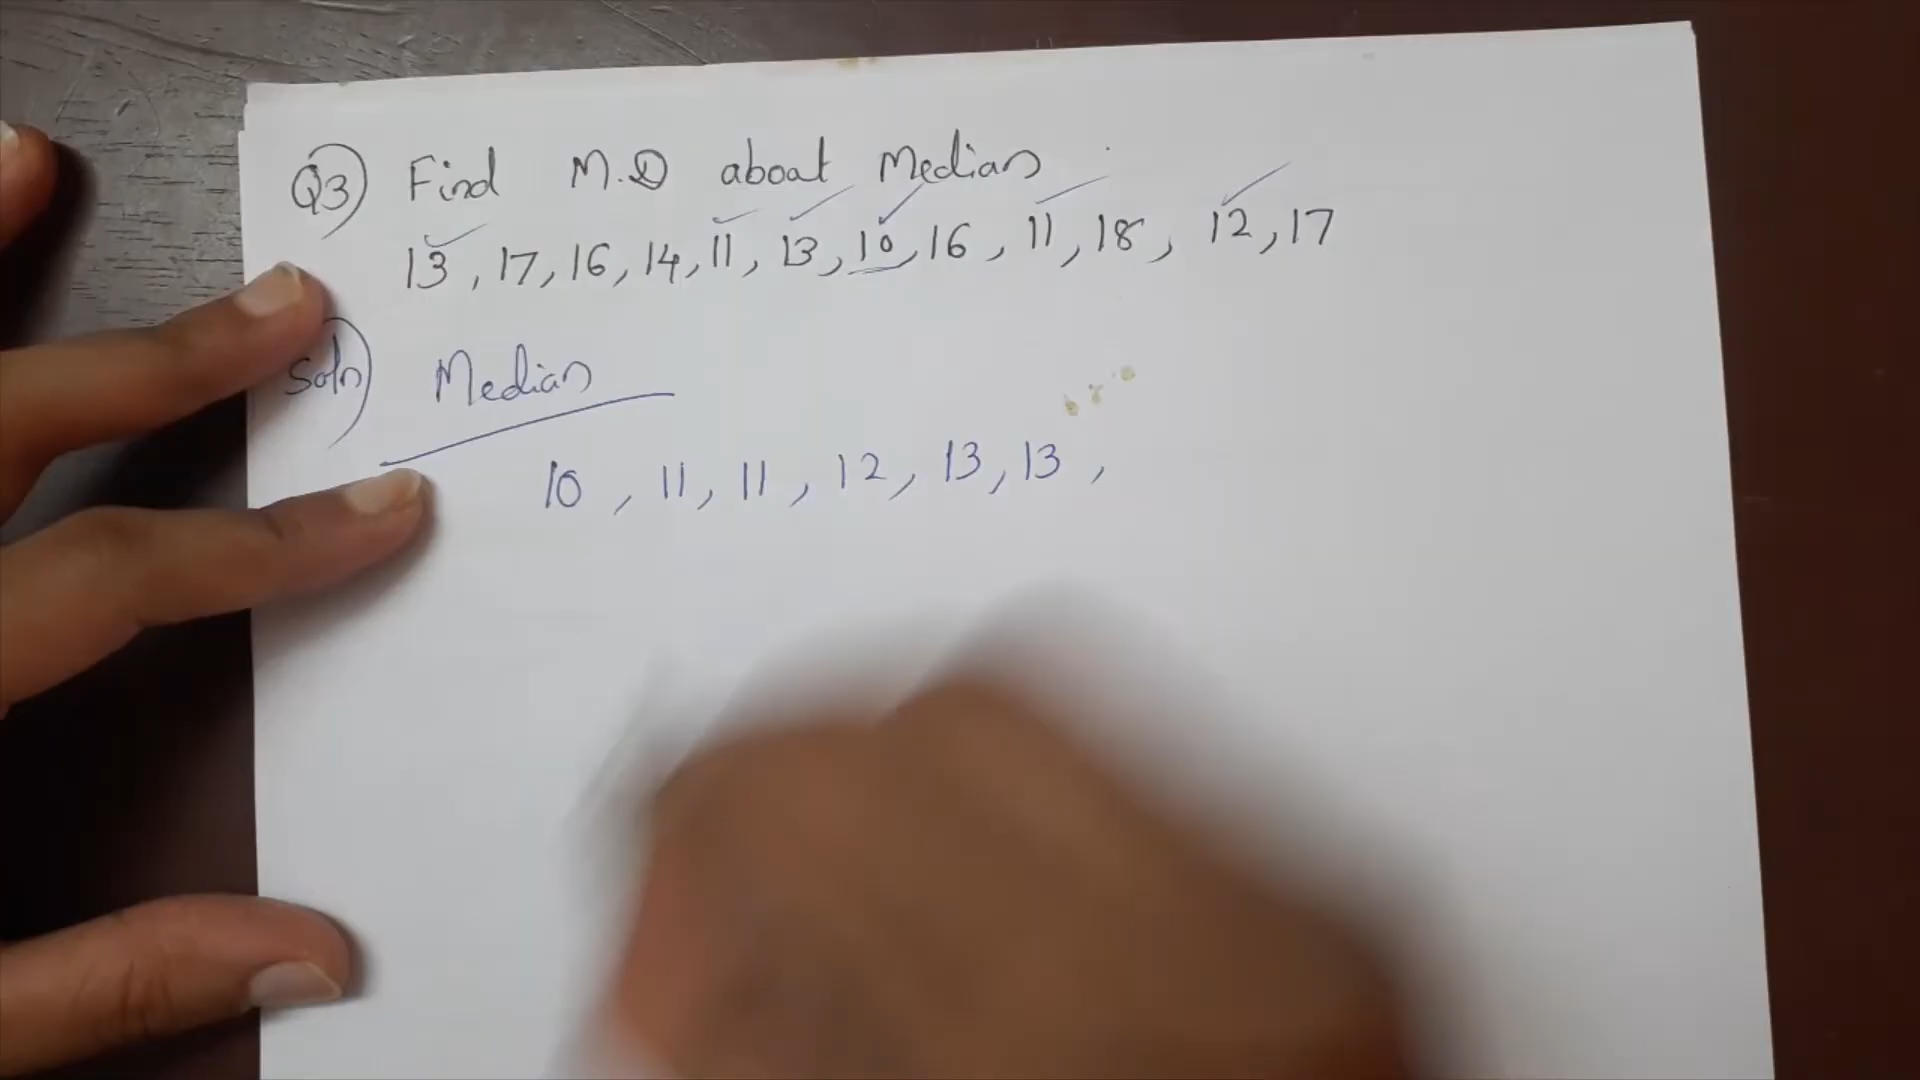 Q3) Find M.D about Median
13, 17, 16, 14, 11, 13, 10, 16, 11, 18, 12, 17
Soln) Median
10, 11, 11, 12, 13, 13,